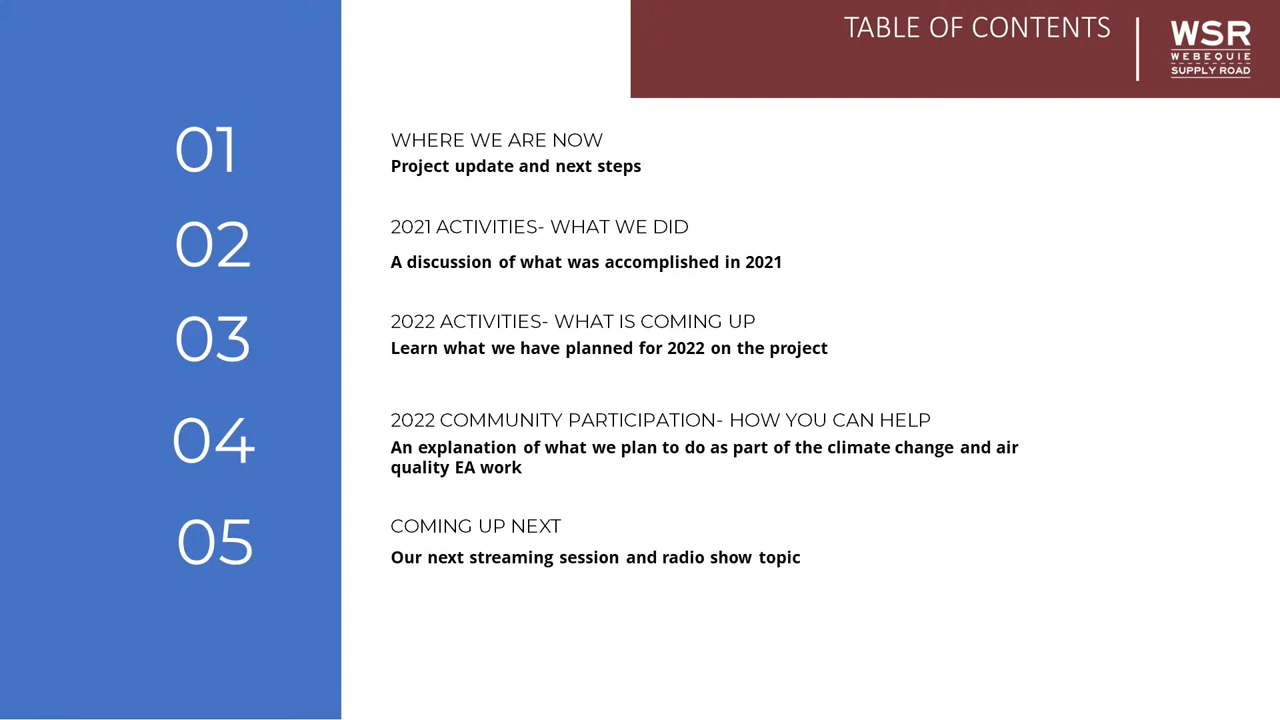 TABLE OF CONTENTS
WSR
WEBEQUIE
SUPPLY ROAD
01
WHERE WE ARE NOW
Project update and next steps
02
2021 ACTIVITIES- WHAT WE DID
A discussion of what was accomplished in 2021
03
2022 ACTIVITIES- WHAT IS COMING UP
Learn what we have planned for 2022 on the project
04
2022 COMMUNITY PARTICIPATION- HOW YOU CAN HELP
An explanation of what we plan to do as part of the climate change and air
quality EA work
05
COMING UP NEXT
Our next streaming session and radio show topic